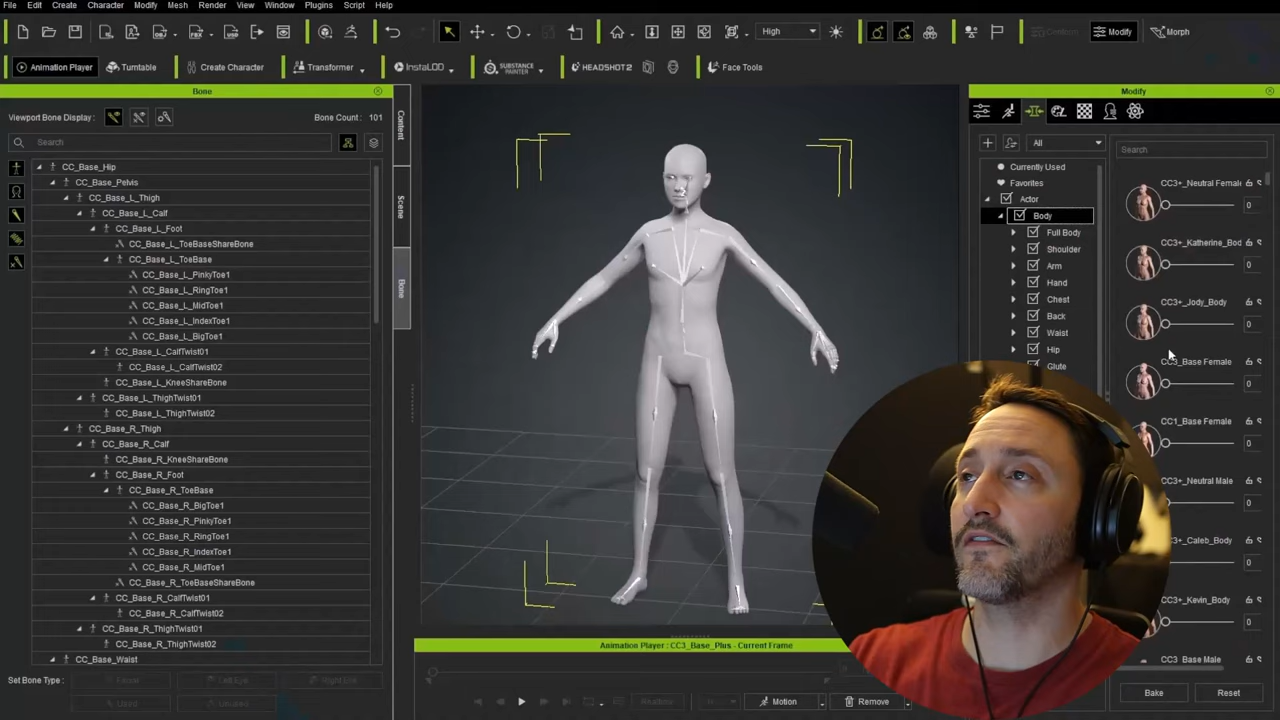 File Edit Create Character Modify Mesh Render View Window Plugins Script Help
High
Modify
Morph
Animation Player
Turntable
Create Character
Transformer
InstaLOD
SUBSTANCE PAINTER
HEADSHOT2
Face Tools
Bone
Viewport Bone Display :
Bone Count : 101
Search
CC_Base_Hip
CC_Base_Pelvis
CC_Base_L_Thigh
CC_Base_L_Calf
CC_Base_L_Foot
CC_Base_L_ToeBaseShareBone
CC_Base_L_ToeBase
CC_Base_L_PinkyToe1
CC_Base_L_RingToe1
CC_Base_L_MidToe1
CC_Base_L_IndexToe1
CC_Base_L_BigToe1
CC_Base_L_CalfTwist01
CC_Base_L_CalfTwist02
CC_Base_L_KneeShareBone
CC_Base_L_ThighTwist01
CC_Base_L_ThighTwist02
CC_Base_R_Thigh
CC_Base_R_Calf
CC_Base_R_KneeShareBone
CC_Base_R_Foot
CC_Base_R_ToeBase
CC_Base_R_BigToe1
CC_Base_R_PinkyToe1
CC_Base_R_RingToe1
CC_Base_R_IndexToe1
CC_Base_R_MidToe1
CC_Base_R_ToeBaseShareBone
CC_Base_R_CalfTwist01
CC_Base_R_CalfTwist02
CC_Base_R_ThighTwist01
CC_Base_R_ThighTwist02
CC_Base_Waist
Set Bone Type :
Content
Scene
Bone
Animation Player : CC3_Base_Plus - Current Frame
Motion
Remove
Modify
All
Currently Used
Favorites
Actor
Body
Full Body
Shoulder
Arm
Hand
Chest
Back
Waist
Hip
Glute
Search
CC3+_Neutral Female
0
CC3+_Katherine_Bod
0
CC3+_Jody_Body
0
CC3_Base Female
0
CC1_Base Female
0
CC3+_Neutral Male
0
CC3+_Caleb_Body
0
CC3+_Kevin_Body
0
CC3_Base Male
Bake
Reset